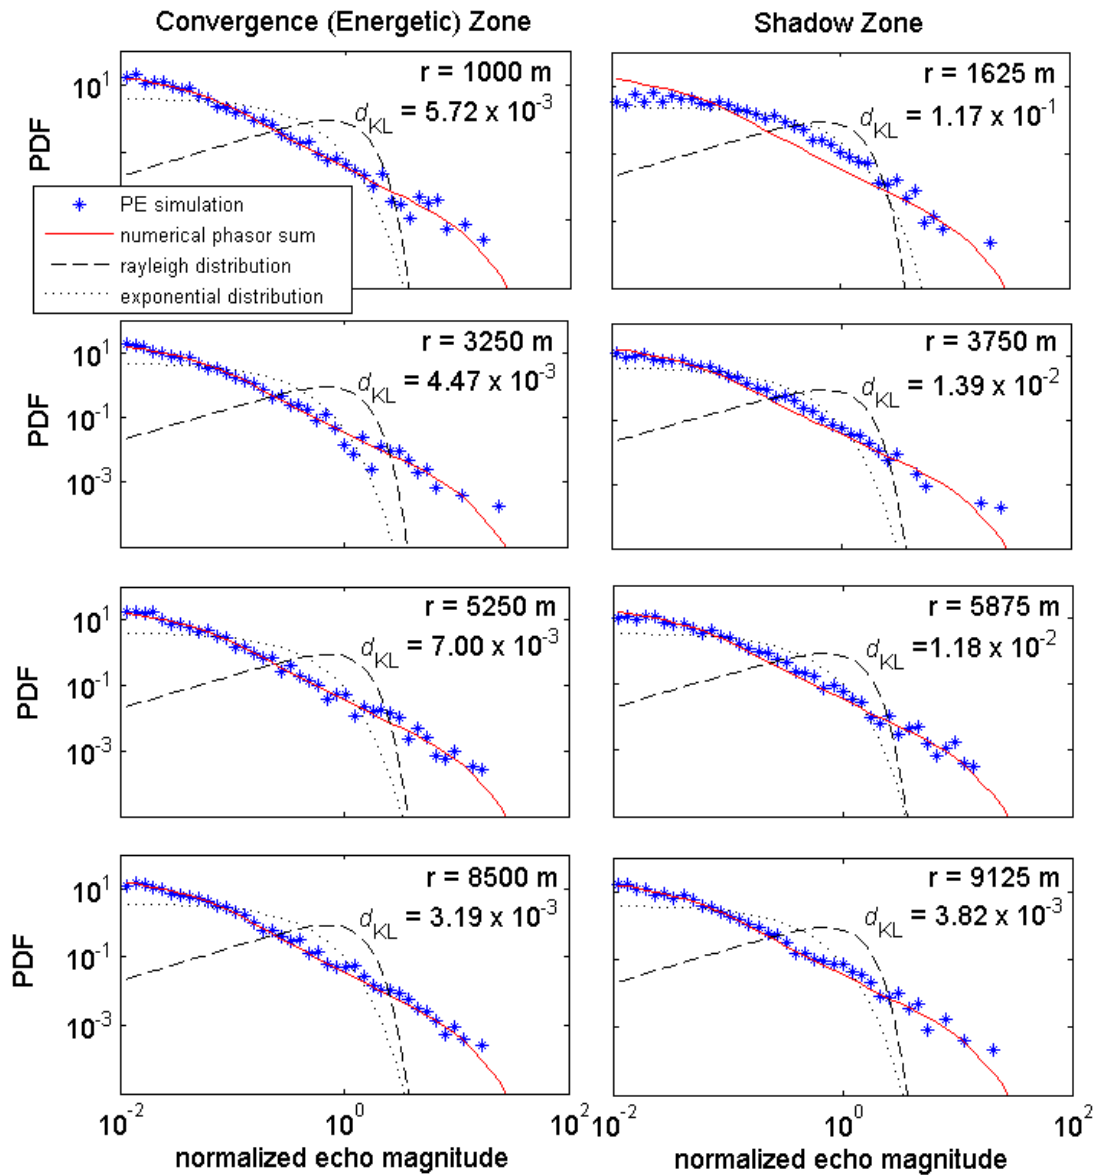 Convergence (Energetic) Zone
Shadow Zone
PDF
10^1
r = 1000 m
d_KL = 5.72 x 10^-3
r = 1625 m
d_KL = 1.17 x 10^-1
PE simulation
numerical phasor sum
rayleigh distribution
exponential distribution
PDF
10^1
10^-1
10^-3
r = 3250 m
d_KL = 4.47 x 10^-3
r = 3750 m
d_KL = 1.39 x 10^-2
PDF
10^1
10^-1
10^-3
r = 5250 m
d_KL = 7.00 x 10^-3
r = 5875 m
d_KL =1.18 x 10^-2
PDF
10^1
10^-1
10^-3
r = 8500 m
d_KL = 3.19 x 10^-3
r = 9125 m
d_KL = 3.82 x 10^-3
10^-2 10^0 10^2
10^-2 10^0 10^2
normalized echo magnitude
normalized echo magnitude